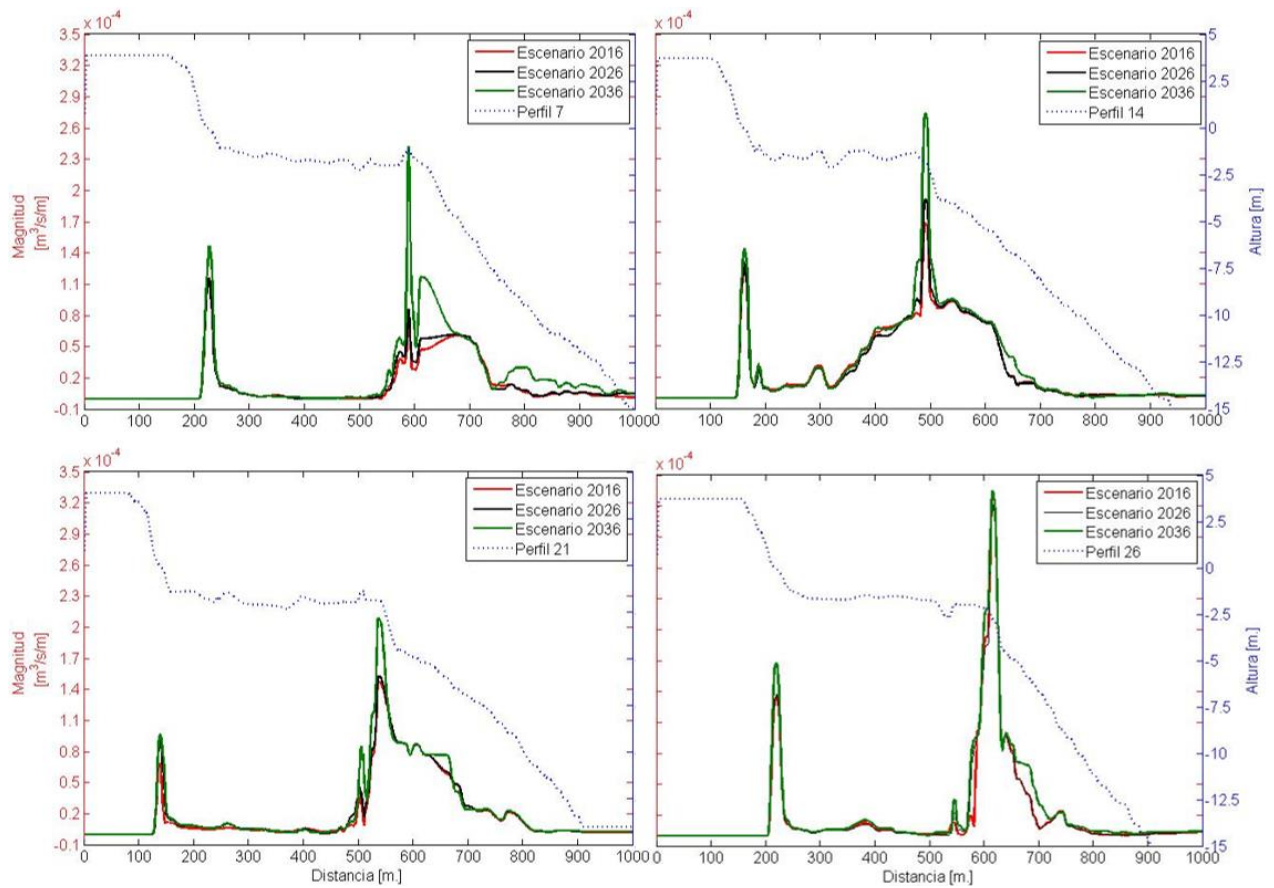 x 10⁻⁴
3.5
3.2
2.9
2.6
2.3
2
1.7
1.4
1.1
0.8
0.5
0.2
-0.1
Magnitud
[m³/s/m]
Escenario 2016
Escenario 2026
Escenario 2036
Perfil 7
0 100 200 300 400 500 600 700 800 900 1000
x 10⁻⁴
Escenario 2016
Escenario 2026
Escenario 2036
Perfil 14
5
2.5
0
-2.5
-5
-7.5
-10
-12.5
-15
Altura [m.]
0 100 200 300 400 500 600 700 800 900 1000
x 10⁻⁴
3.5
3.2
2.9
2.6
2.3
2
1.7
1.4
1.1
0.8
0.5
0.2
-0.1
Magnitud
[m³/s/m]
Escenario 2016
Escenario 2026
Escenario 2036
Perfil 21
0 100 200 300 400 500 600 700 800 900 1000
Distancia [m.]
x 10⁻⁴
Escenario 2016
Escenario 2026
Escenario 2036
Perfil 26
5
2.5
0
-2.5
-5
-7.5
-10
-12.5
-15
Altura [m.]
0 100 200 300 400 500 600 700 800 900 1000
Distancia [m.]